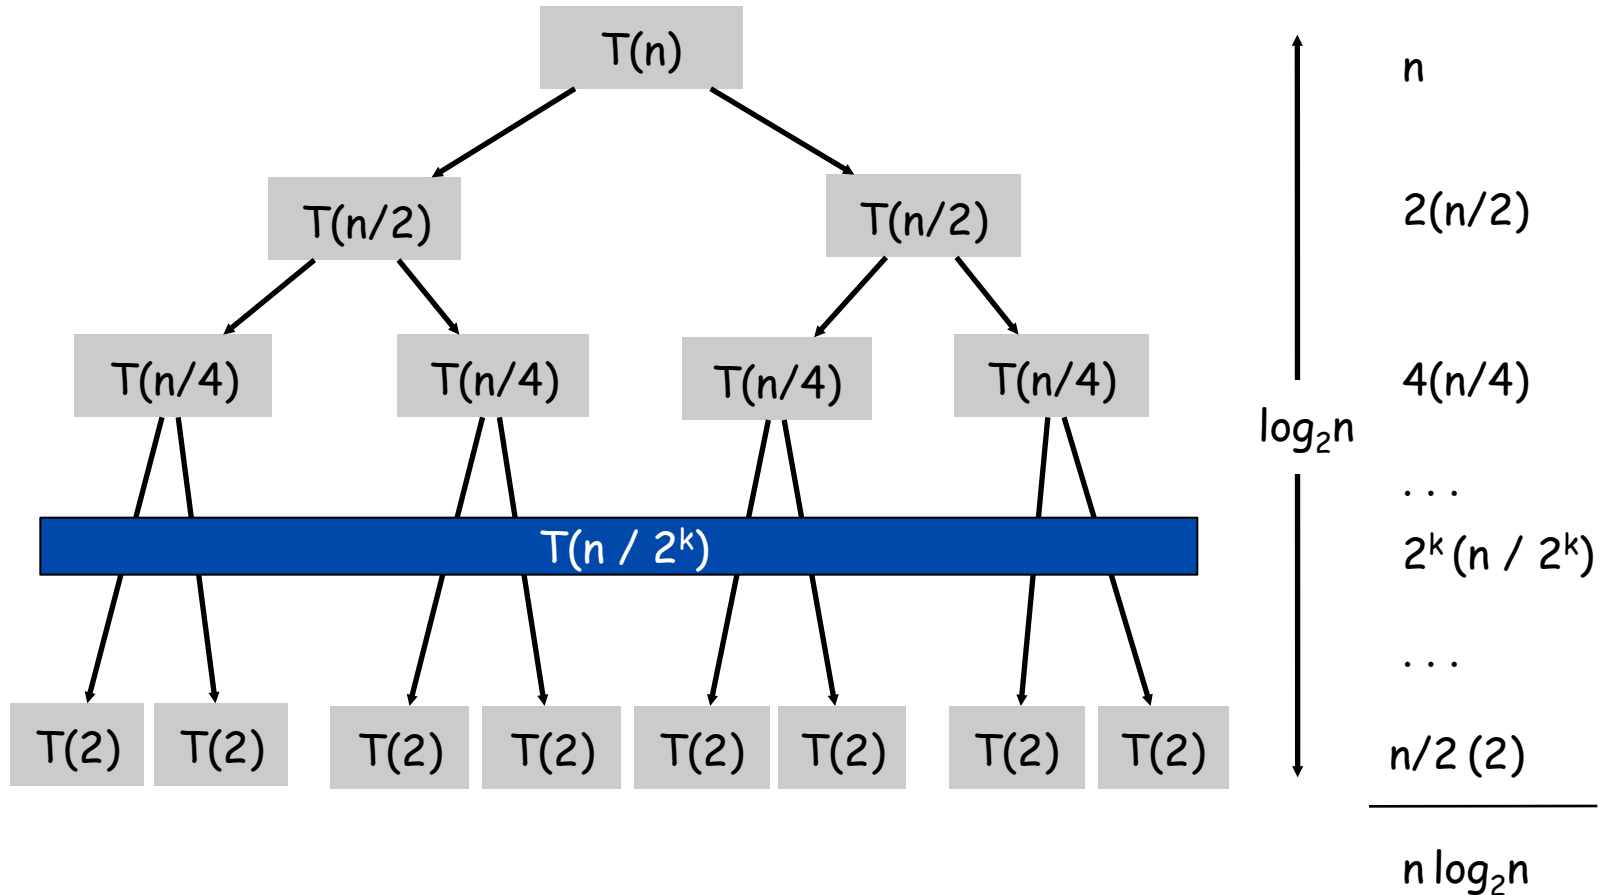 T(n)
n
T(n/2) T(n/2)
2(n/2)
T(n/4) T(n/4) T(n/4) T(n/4)
4(n/4)
log₂n
. . .
T(n / 2ᵏ)
2ᵏ (n / 2ᵏ)
. . .
T(2) T(2) T(2) T(2) T(2) T(2) T(2) T(2)
n/2 (2)
n log₂n